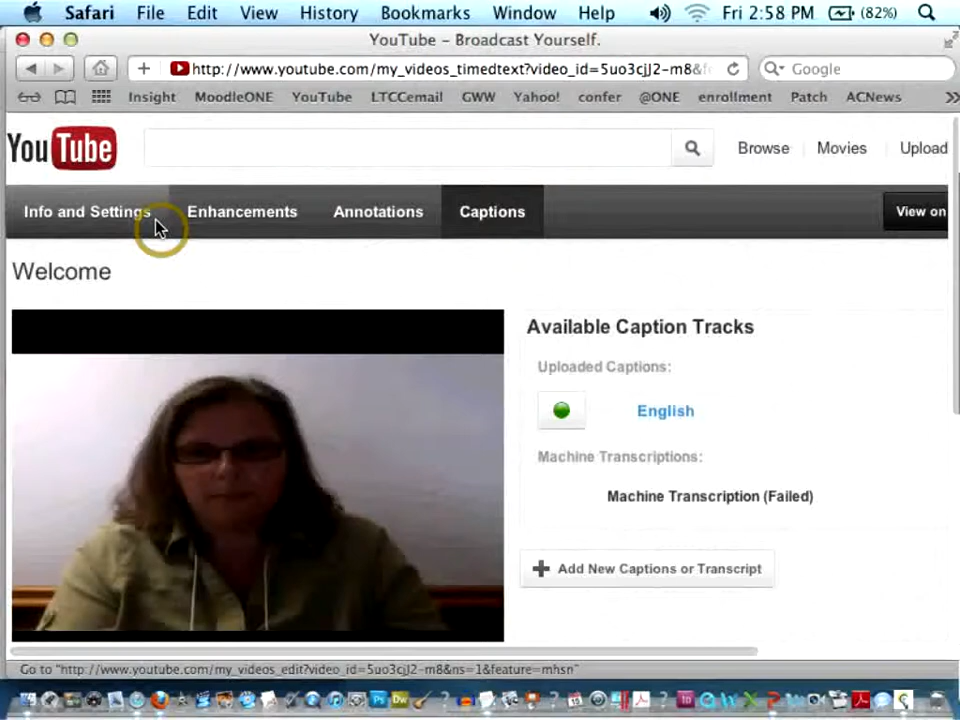 Safari File Edit View History Bookmarks Window Help Fri 2:58 PM (82%)
YouTube – Broadcast Yourself.
http://www.youtube.com/my_videos_timedtext?video_id=5uo3cjJ2-m8&f Google
Insight MoodleONE YouTube LTCCemail GWW Yahoo! confer @ONE enrollment Patch ACNews
YouTube Browse Movies Upload
Info and Settings Enhancements Annotations Captions View on
Welcome
Available Caption Tracks
Uploaded Captions:
English
Machine Transcriptions:
Machine Transcription (Failed)
Add New Captions or Transcript
Go to "http://www.youtube.com/my_videos_edit?video_id=5uo3cjJ2-m8&ns=1&feature=mhsn"